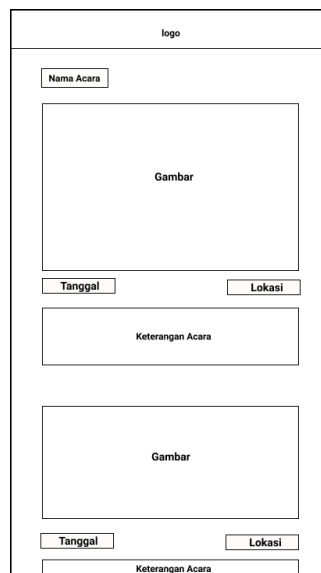 logo
Nama Acara
Gambar
Tanggal
Lokasi
Keterangan Acara
Gambar
Tanggal
Lokasi
Keterangan Acara